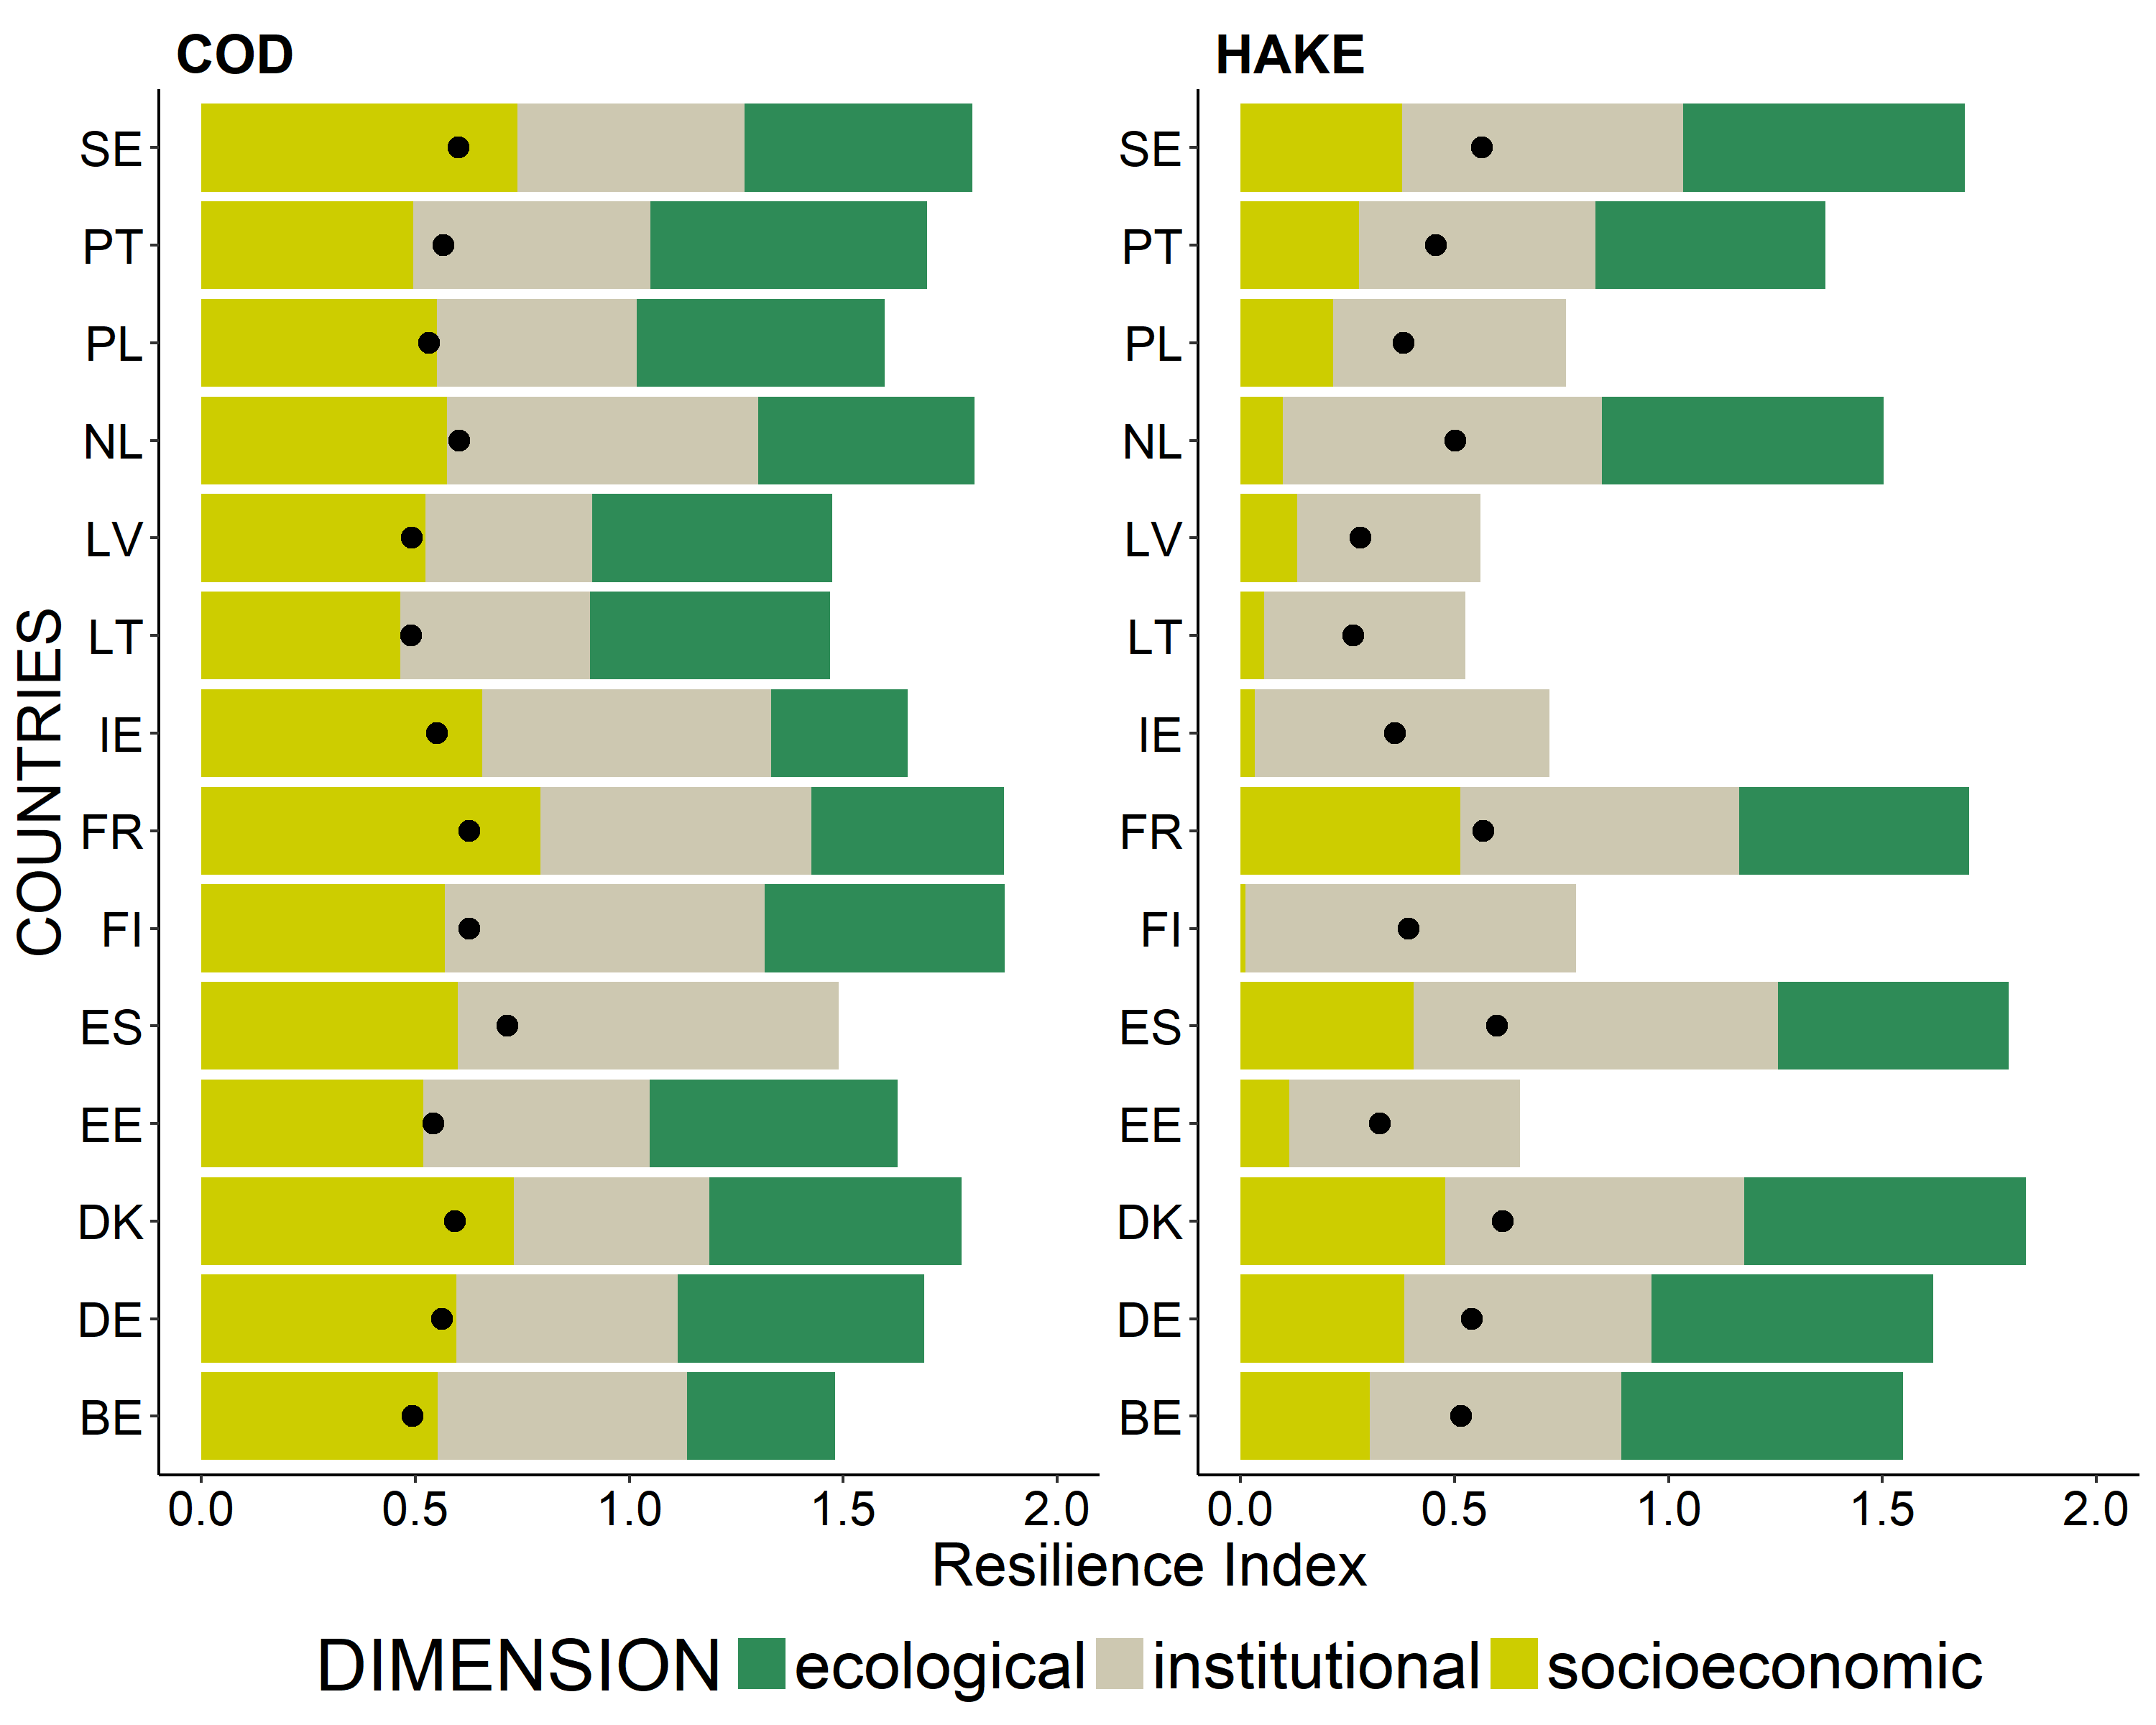 COD
SE
PT
PL
NL
LV
LT
IE
FR
FI
ES
EE
DK
DE
BE
0.0 0.5 1.0 1.5 2.0
HAKE
SE
PT
PL
NL
LV
LT
IE
FR
FI
ES
EE
DK
DE
BE
0.0 0.5 1.0 1.5 2.0
COUNTRIES
Resilience Index
DIMENSION ecological institutional socioeconomic